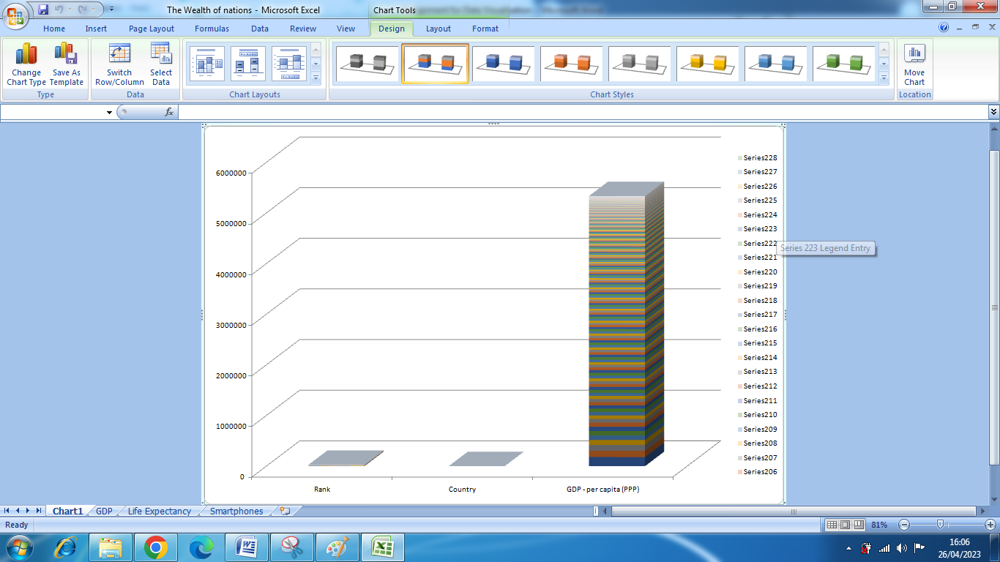 The Wealth of nations - Microsoft Excel
Chart Tools
Home Insert Page Layout Formulas Data Review View Design Layout Format
Change Chart Type
Save As Template
Switch Row/Column
Select Data
Move Chart
Type Data Chart Layouts Chart Styles Location
fx
6000000
5000000
4000000
3000000
2000000
1000000
0
Rank Country GDP - per capita (PPP)
Series228
Series227
Series226
Series225
Series224
Series223
Series222
Series 223 Legend Entry
Series221
Series220
Series219
Series218
Series217
Series216
Series215
Series214
Series213
Series212
Series211
Series210
Series209
Series208
Series207
Series206
Chart1 GDP Life Expectancy Smartphones
Ready
81%
16:06
26/04/2023